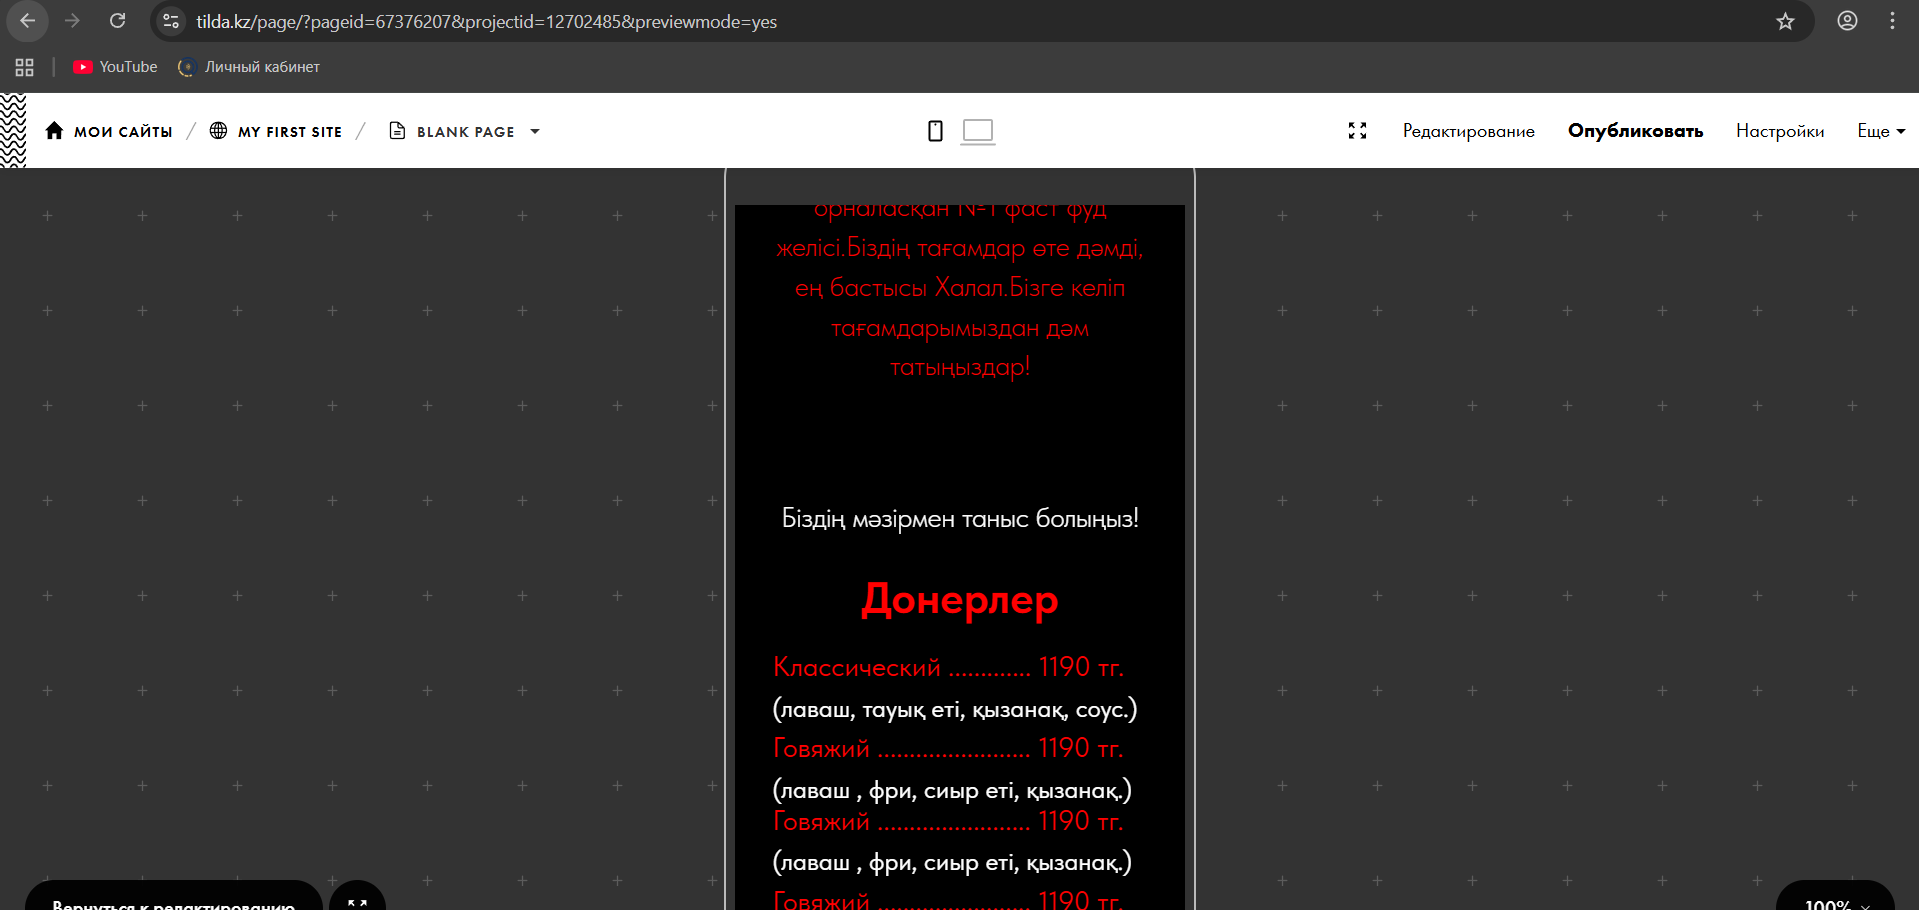 tilda.kz/page/?pageid=67376207&projectid=12702485&previewmode=yes
YouTube Личный кабинет
МОИ САЙТЫ / MY FIRST SITE / BLANK PAGE Редактирование Опубликовать Настройки Еще
орналасқан №1 фаст фуд
желісі.Біздің тағамдар өте дәмді,
ең бастысы Халал.Бізге келіп
тағамдарымыздан дәм
татыңыздар!
Біздің мәзірмен таныс болыңыз!
Донерлер
Классический ............. 1190 тг.
(лаваш, тауық еті, қызанақ, соус.)
Говяжий ........................ 1190 тг.
(лаваш , фри, сиыр еті, қызанақ.)
Говяжий ........................ 1190 тг.
(лаваш , фри, сиыр еті, қызанақ.)
Говяжий ........................ 1190 тг.
Вернуться к редактированию 100%